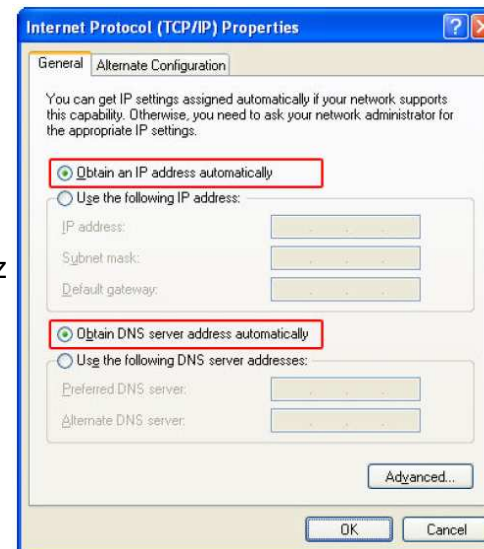 Internet Protocol (TCP/IP) Properties
General
Alternate Configuration
You can get IP settings assigned automatically if your network supports
this capability. Otherwise, you need to ask your network administrator for
the appropriate IP settings.
Obtain an IP address automatically
Use the following IP address:
IP address:
Subnet mask:
Default gateway:
z
Obtain DNS server address automatically
Use the following DNS server addresses:
Preferred DNS server:
Alternate DNS server:
Advanced...
OK
Cancel